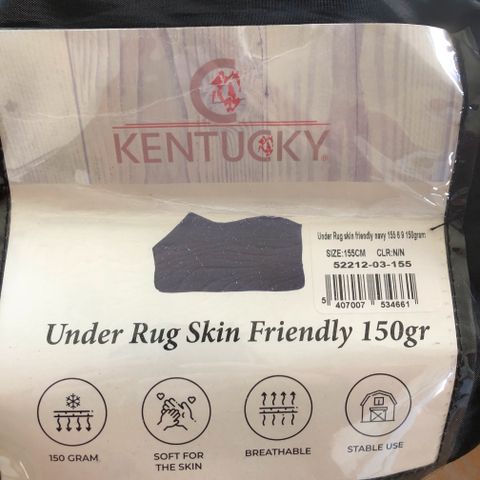 KENTUCKY®
Under Rug skin friendly navy 155 6.9 150gram
SIZE:155CM CLR:N/N
52212-03-155
5 407007 534661
Under Rug Skin Friendly 150gr
150 GRAM
SOFT FOR
THE SKIN
BREATHABLE
STABLE USE